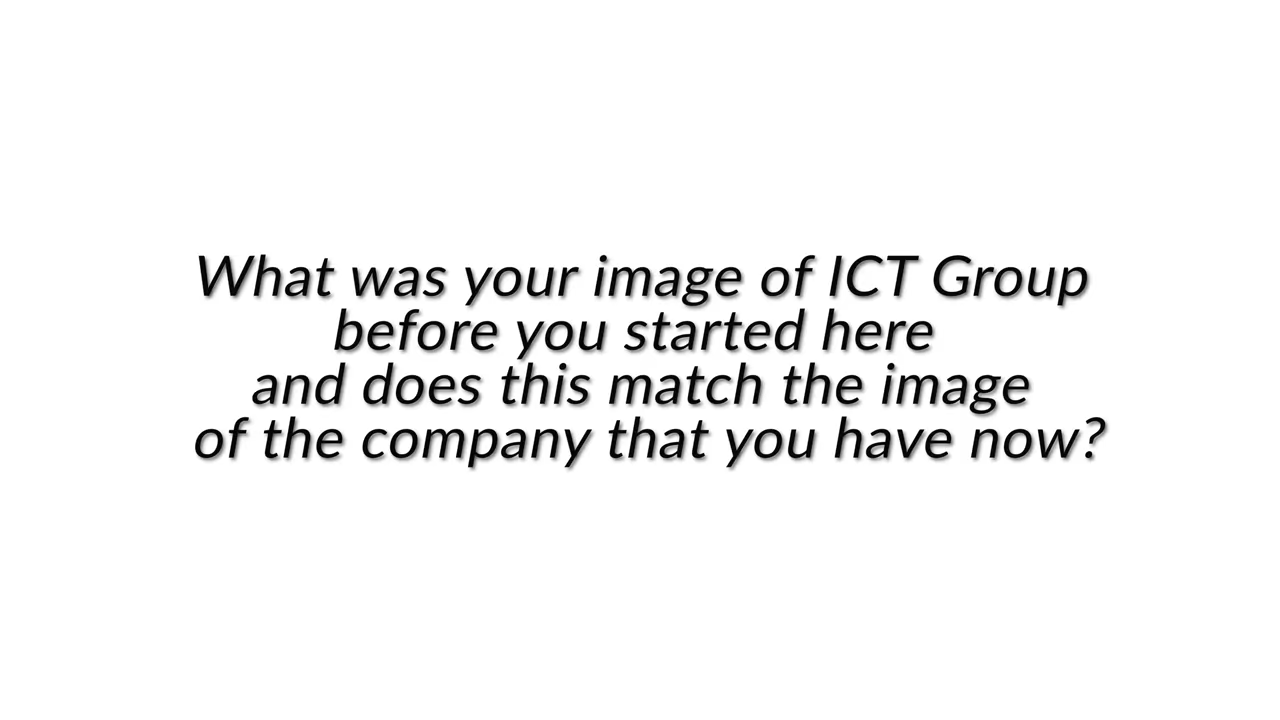 What was your image of ICT Group
before you started here
and does this match the image
of the company that you have now?